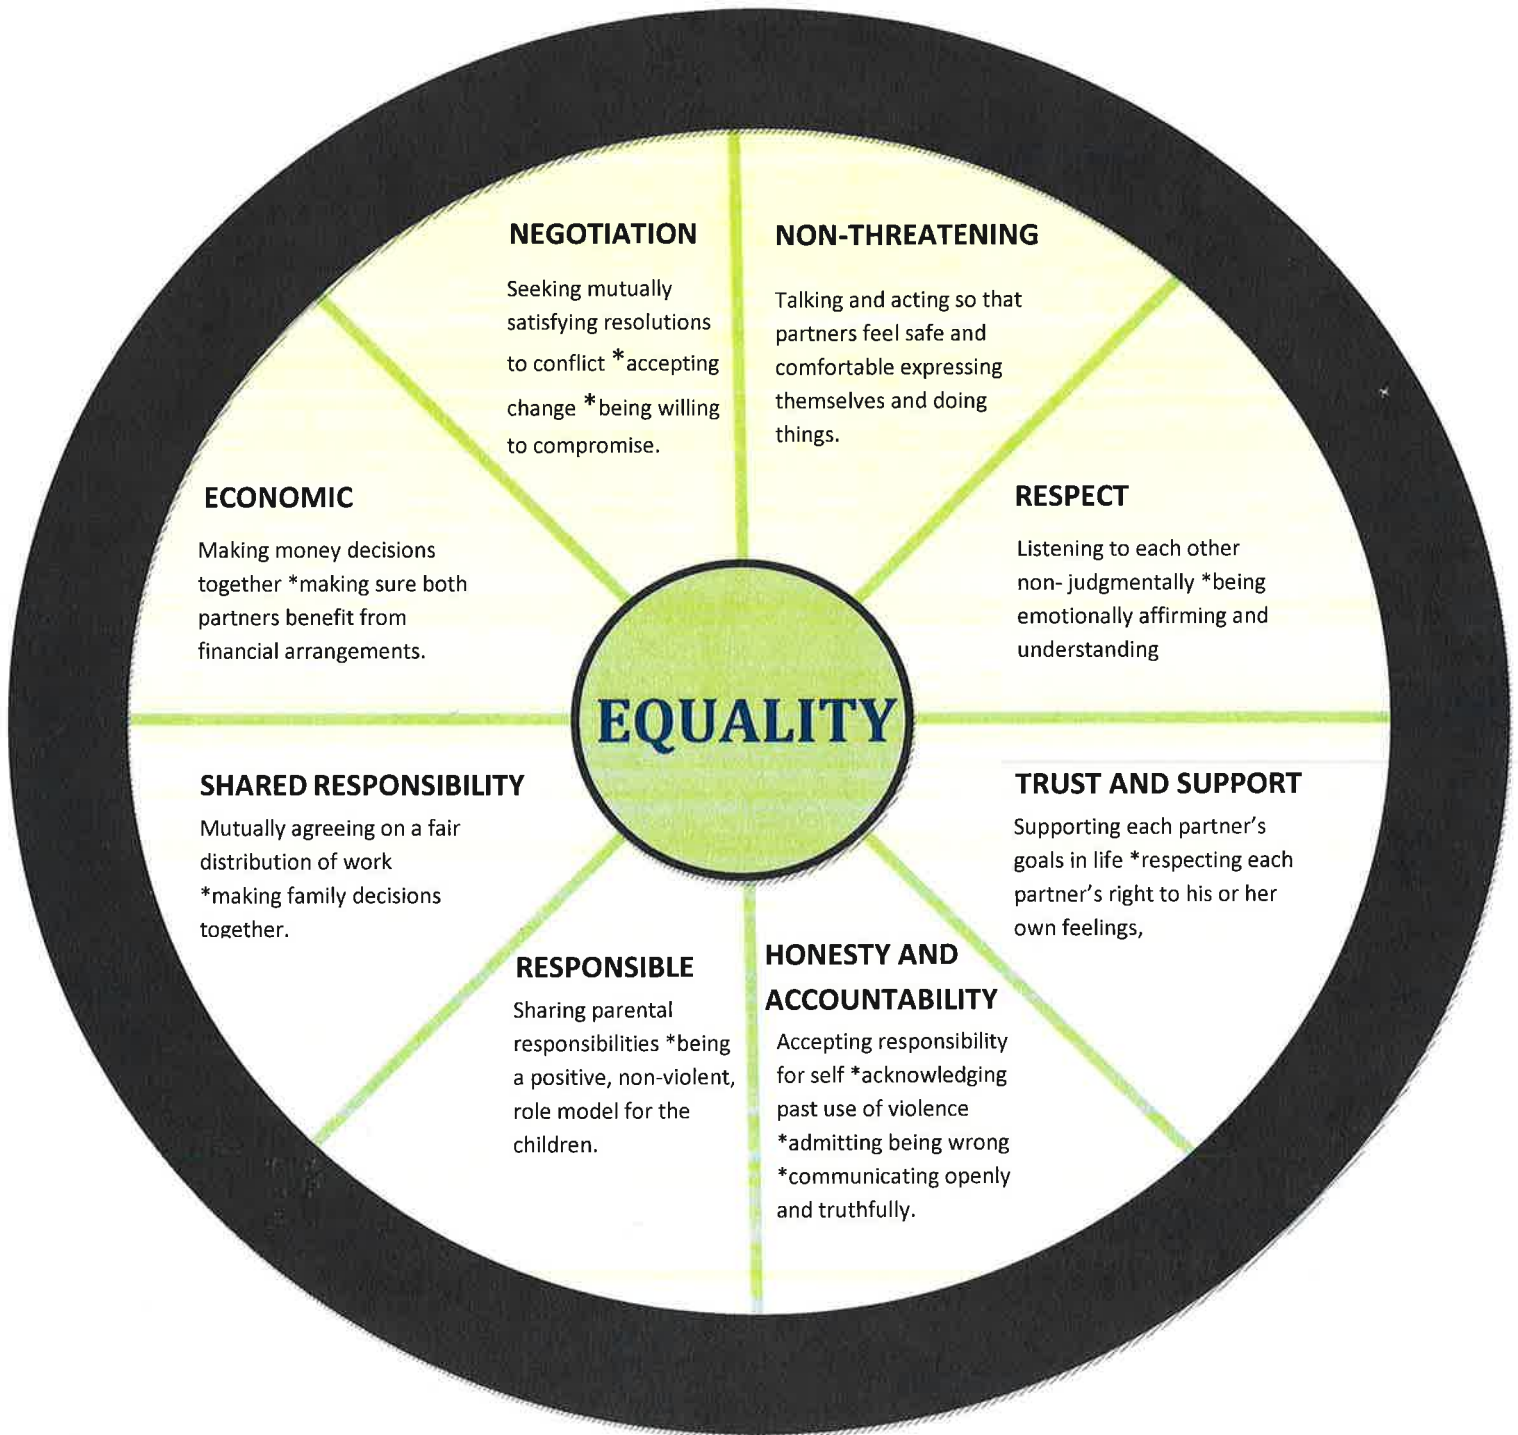 NEGOTIATION
Seeking mutually
satisfying resolutions
to conflict *accepting
change *being willing
to compromise.
NON-THREATENING
Talking and acting so that
partners feel safe and
comfortable expressing
themselves and doing
things.
RESPECT
Listening to each other
non- judgmentally *being
emotionally affirming and
understanding
TRUST AND SUPPORT
Supporting each partner's
goals in life *respecting each
partner's right to his or her
own feelings,
HONESTY AND
ACCOUNTABILITY
Accepting responsibility
for self *acknowledging
past use of violence
*admitting being wrong
*communicating openly
and truthfully.
RESPONSIBLE
Sharing parental
responsibilities *being
a positive, non-violent,
role model for the
children.
SHARED RESPONSIBILITY
Mutually agreeing on a fair
distribution of work
*making family decisions
together.
ECONOMIC
Making money decisions
together *making sure both
partners benefit from
financial arrangements.
EQUALITY